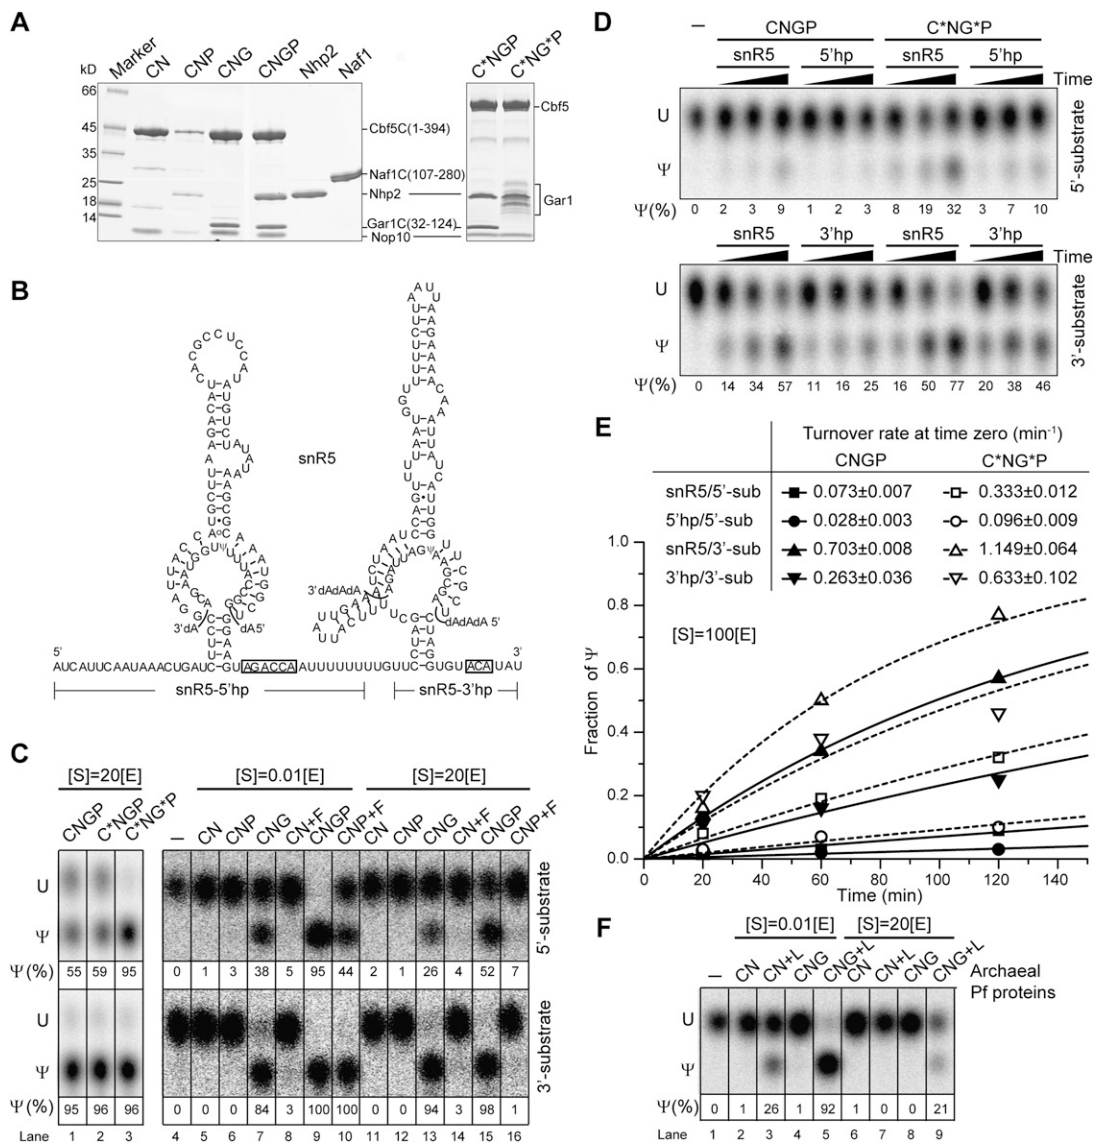 A
Marker CN CNP CNG CNGP Nhp2 Naf1 C*NGP C*NG*P
kD
66
45
35
25
18
14
Cbf5
Cbf5C(1-394)
Naf1C(107-280)
Nhp2
Gar1
Gar1C(32-124)
Nop10
B
snR5
3'dAdAdA
dAdAdA 5'
3'dA
dA5'
5'
3'
AUCAUUCAAUAAACUGAUC
GUAGACCAAUUUUUUUUGUUC
GUGUACAUAU
snR5-5'hp
snR5-3'hp
C
[S]=20[E] [S]=0.01[E] [S]=20[E]
CNGP C*NGP C*NG*P – CN CNP CNG CN+F CNGP CNP+F CN CNP CNG CN+F CNGP CNP+F
U
Ψ
5'-substrate
Ψ(%) 55 59 95 0 1 3 38 5 95 44 2 1 26 4 52 7
U
Ψ
3'-substrate
Ψ(%) 95 96 96 0 0 0 84 3 100 100 0 0 94 3 98 1
Lane 1 2 3 4 5 6 7 8 9 10 11 12 13 14 15 16
D
– CNGP C*NG*P
snR5 5'hp snR5 5'hp
Time
U
Ψ
5'-substrate
Ψ(%) 0 2 3 9 1 2 3 8 19 32 3 7 10
snR5 3'hp snR5 3'hp
Time
U
Ψ
3'-substrate
Ψ(%) 0 14 34 57 11 16 25 16 50 77 20 38 46
E
Turnover rate at time zero (min-1)
CNGP C*NG*P
snR5/5'-sub 0.073±0.007 0.333±0.012
5'hp/5'-sub 0.028±0.003 0.096±0.009
snR5/3'-sub 0.703±0.008 1.149±0.064
3'hp/3'-sub 0.263±0.036 0.633±0.102
[S]=100[E]
Fraction of Ψ
1.0
0.8
0.6
0.4
0.2
0.0
0 20 40 60 80 100 120 140
Time (min)
F
[S]=0.01[E] [S]=20[E]
– CN CN+L CNG CNG+L CN CN+L CNG CNG+L
Archaeal
Pf proteins
U
Ψ
Ψ(%) 0 1 26 1 92 1 0 0 21
Lane 1 2 3 4 5 6 7 8 9